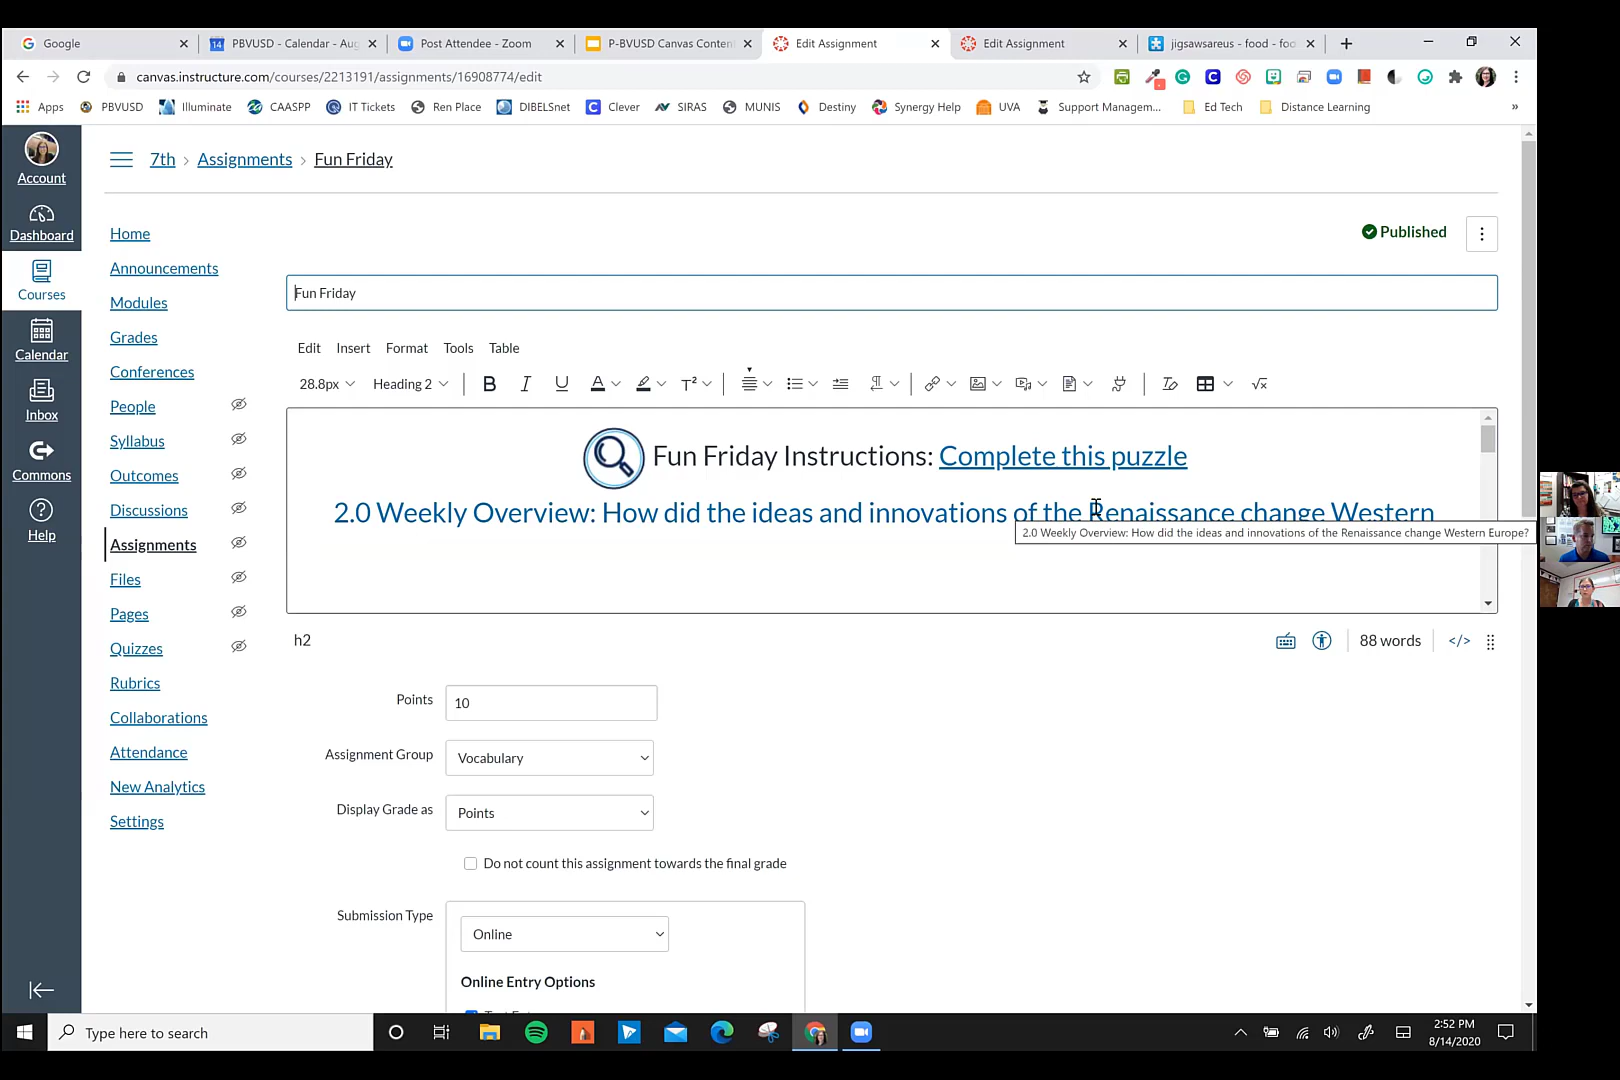 Google
PBVUSD - Calendar - Aug
Post Attendee - Zoom
P-BVUSD Canvas Conten
Edit Assignment
Edit Assignment
jigsawsareus - food - foo
canvas.instructure.com/courses/2213191/assignments/16908774/edit
Apps
PBVUSD
Illuminate
CAASPP
IT Tickets
Ren Place
DIBELSnet
Clever
SIRAS
MUNIS
Destiny
Synergy Help
UVA
Support Managem...
Ed Tech
Distance Learning
»
Account
Dashboard
Courses
Calendar
Inbox
Commons
Help
7th › Assignments › Fun Friday
Home
Announcements
Modules
Grades
Conferences
People
Syllabus
Outcomes
Discussions
Assignments
Files
Pages
Quizzes
Rubrics
Collaborations
Attendance
New Analytics
Settings
Published
Fun Friday
Edit Insert Format Tools Table
28.8px Heading 2 B I U A T²
Fun Friday Instructions: Complete this puzzle
2.0 Weekly Overview: How did the ideas and innovations of the Renaissance change Western
2.0 Weekly Overview: How did the ideas and innovations of the Renaissance change Western Europe?
h2
88 words
</>
Points
10
Assignment Group
Vocabulary
Display Grade as
Points
Do not count this assignment towards the final grade
Submission Type
Online
Online Entry Options
Type here to search
2:52 PM
8/14/2020